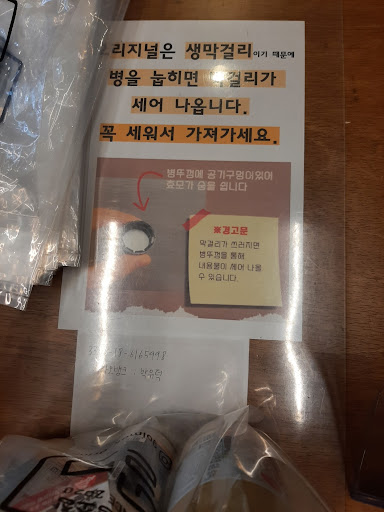 오리지널은 생막걸리이기 때문에
병을 눕히면 막걸리가
세어 나옵니다.
꼭 세워서 가져가세요.
병뚜껑에 공기구멍이있어
효모가 숨을 쉽니다
※경고문
막걸리가 쓰러지면
병뚜껑을 통해
내용물이 세어 나올
수 있습니다.